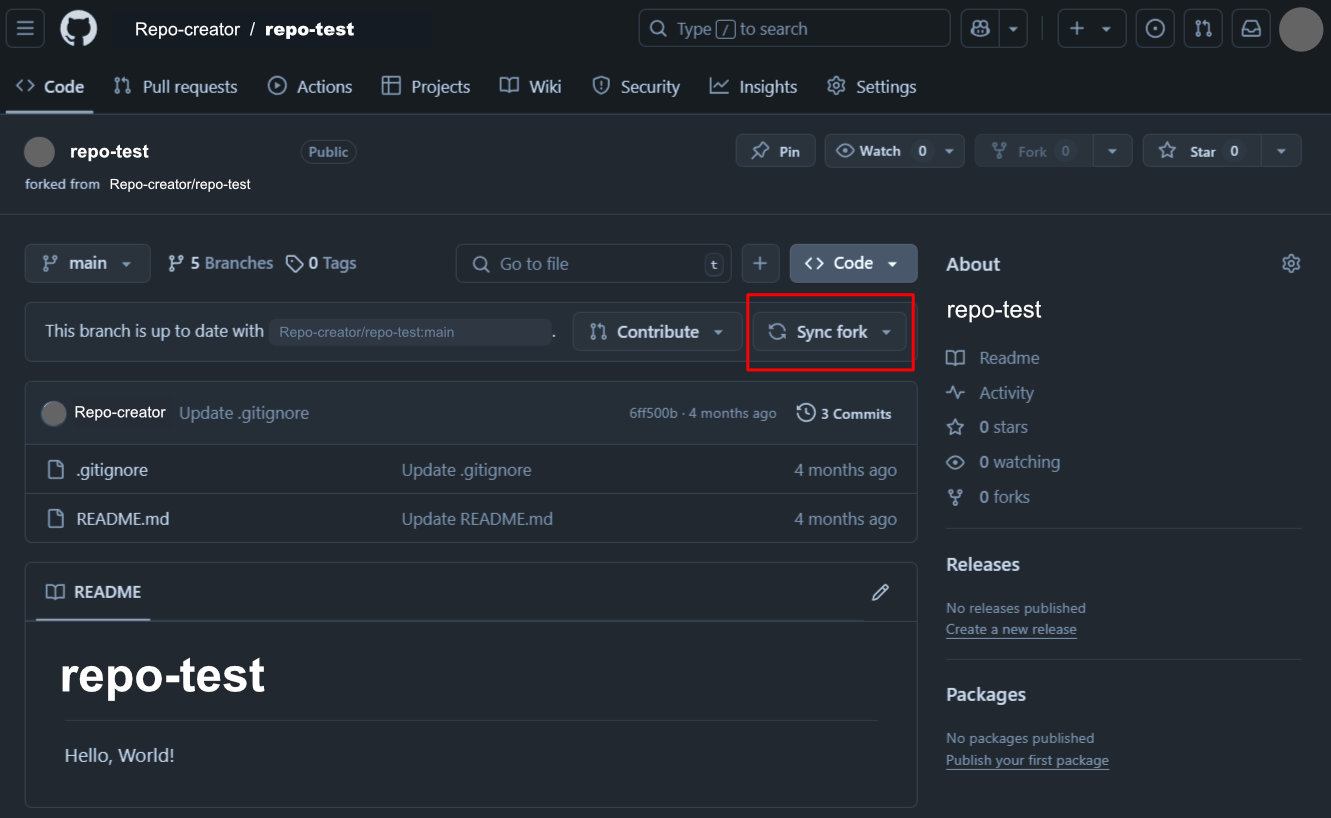 Repo-creator / repo-test
Type / to search
Code Pull requests Actions Projects Wiki Security Insights Settings
repo-test Public
Pin Watch 0 Fork 0 Star 0
forked from Repo-creator/repo-test
main 5 Branches 0 Tags
Go to file t
Code
This branch is up to date with Repo-creator/repo-test:main .
Contribute
Sync fork
Repo-creator Update .gitignore 6ff500b · 4 months ago 3 Commits
.gitignore Update .gitignore 4 months ago
README.md Update README.md 4 months ago
README
repo-test
Hello, World!
About
repo-test
Readme
Activity
0 stars
0 watching
0 forks
Releases
No releases published
Create a new release
Packages
No packages published
Publish your first package